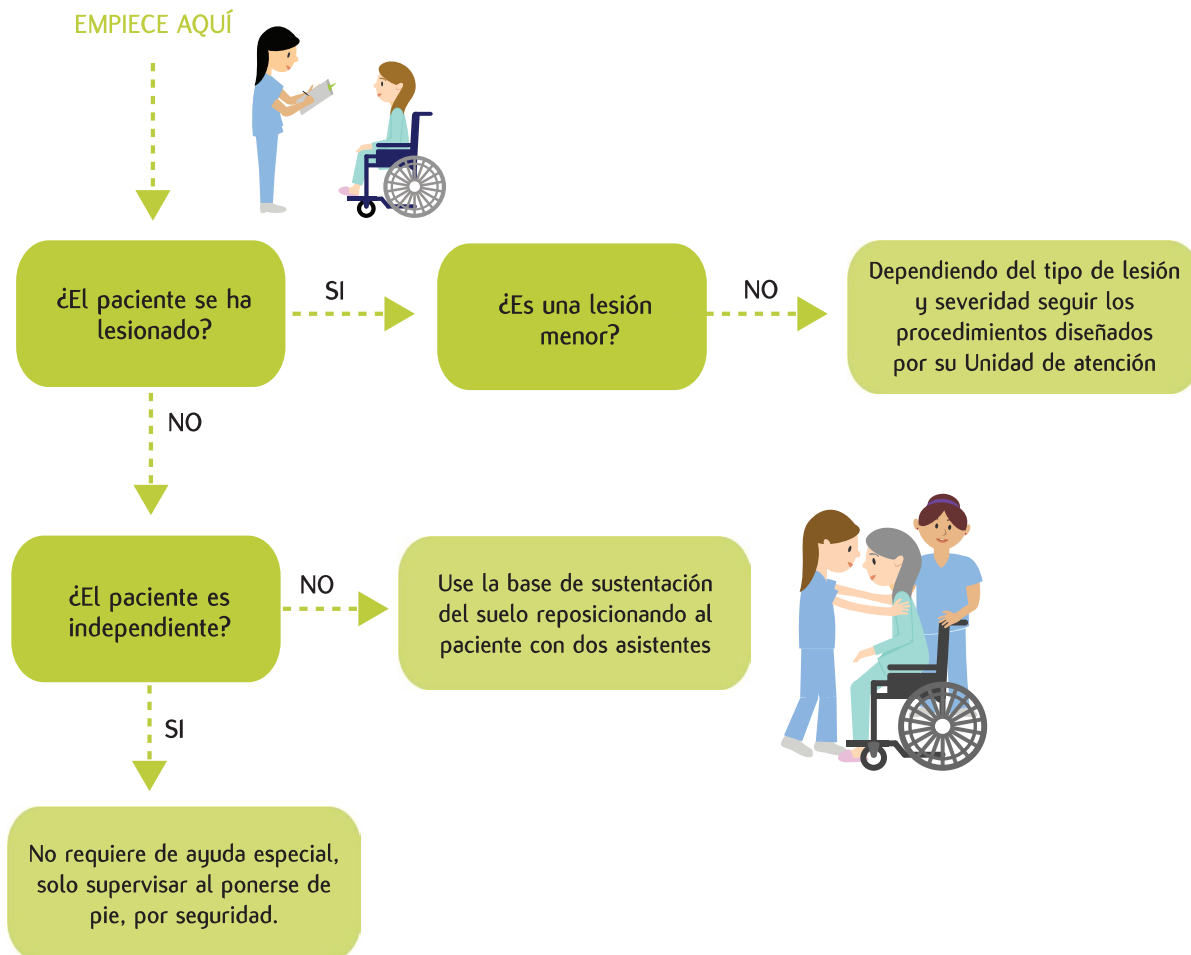 EMPIECE AQUÍ
¿El paciente se ha
lesionado?
SI
¿Es una lesión
menor?
NO
Dependiendo del tipo de lesión
y severidad seguir los
procedimientos diseñados
por su Unidad de atención
NO
¿El paciente es
independiente?
NO
Use la base de sustentación
del suelo reposicionando al
paciente con dos asistentes
SI
No requiere de ayuda especial,
solo supervisar al ponerse de
pie, por seguridad.